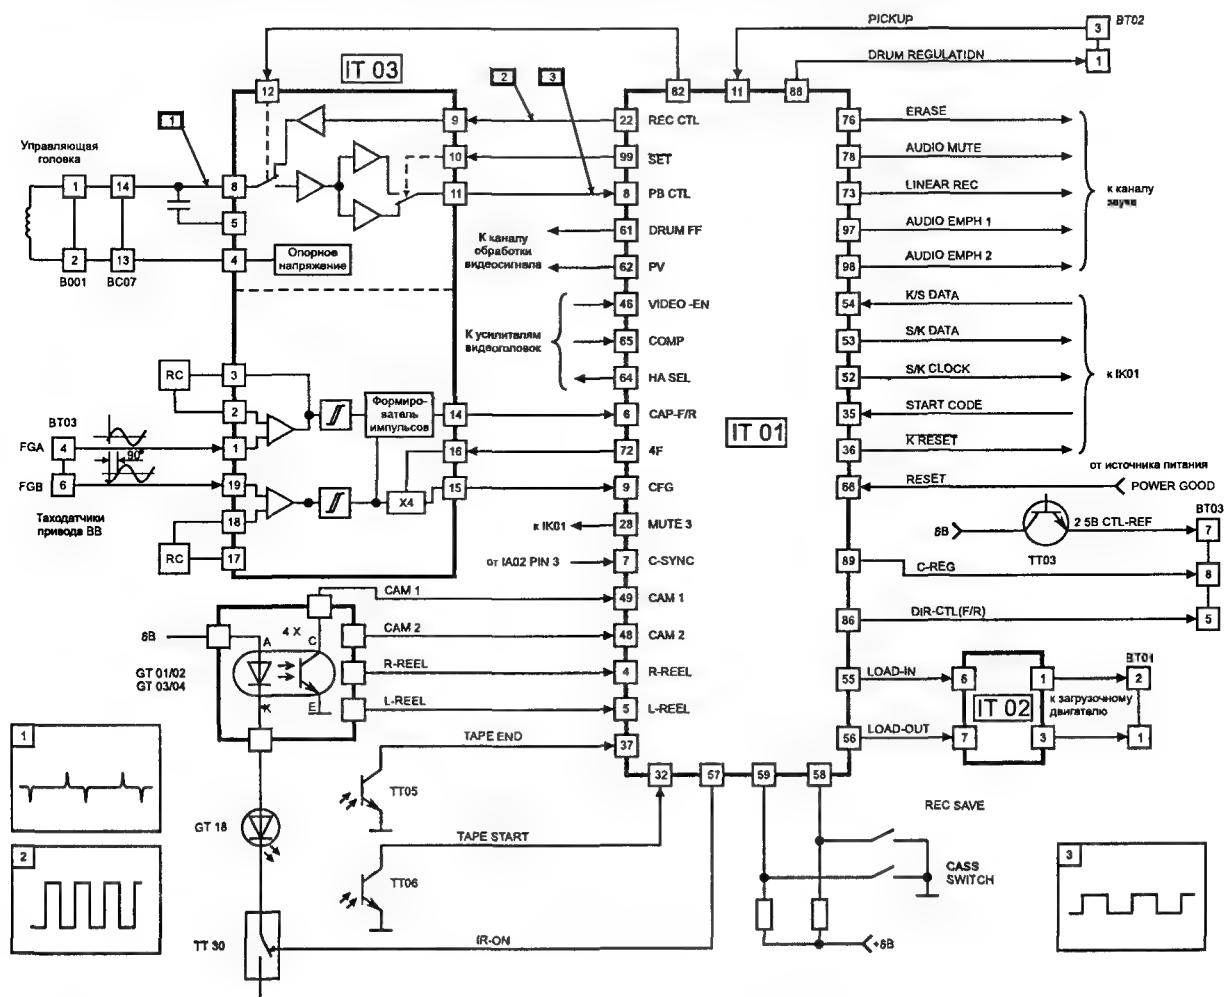 PICKUP
3
BT02
DRUM REGULATION
1
IT 03
12
82
11
88
1
2
3
9
22
REC CTL
76
ERASE
Управляющая
головка
10
99
SET
78
AUDIO MUTE
1
14
8
11
8
PB CTL
73
LINEAR REC
к каналу
звука
5
61
DRUM FF
97
AUDIO EMPH 1
К каналу
обработки
видеосигнала
2
13
4
Опорное
напряжение
62
PV
98
AUDIO EMPH 2
B001
BC07
46
VIDEO -EN
54
K/S DATA
К усилителям
видеоголовок
65
COMP
53
S/K DATA
к IK01
RC
3
64
HA SEL
52
S/K CLOCK
2
Формиро-
ватель
импульсов
14
6
CAP-F/R
IT 01
35
START CODE
BT03
FGA
4
90°
1
16
72
4F
36
K RESET
от источника питания
FGB
6
19
X4
15
9
CFG
66
RESET
POWER GOOD
Таходатчики
привода ВВ
18
к IK01
28
MUTE 3
8В
2 5В CTL-REF
BT03
7
TT03
RC
17
от IA02 PIN 3
7
C-SYNC
89
C-REG
8
CAM 1
49
CAM 1
86
DIR-CTL(F/R)
5
8В
A
4 X
C
CAM 2
48
CAM 2
GT 01/02
GT 03/04
R-REEL
4
R-REEL
55
LOAD-IN
6
1
BT01
2
K
E
L-REEL
5
L-REEL
IT 02
к загрузочному
двигателю
TAPE END
37
56
LOAD-OUT
7
3
1
1
32
57
59
58
TT05
REC SAVE
GT 18
TAPE START
2
TT06
CASS
SWITCH
3
TT 30
IR-ON
+8В